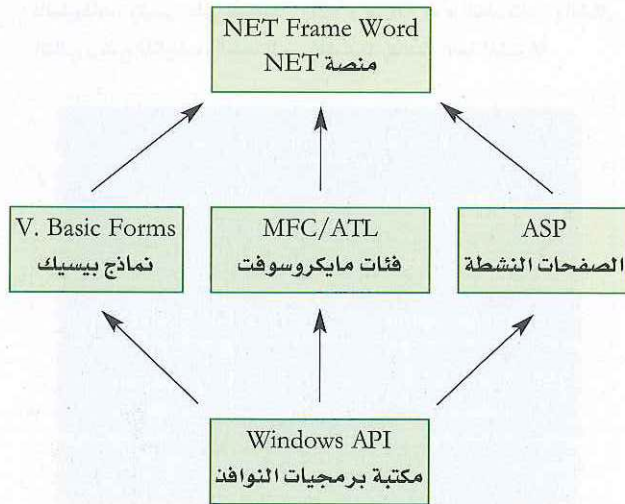 NET Frame Word
منصة NET
V. Basic Forms
نماذج بيسيك
MFC/ATL
فئات مايكروسوفت
ASP
الصفحات النشطة
Windows API
مكتبة برمجيات النوافذ